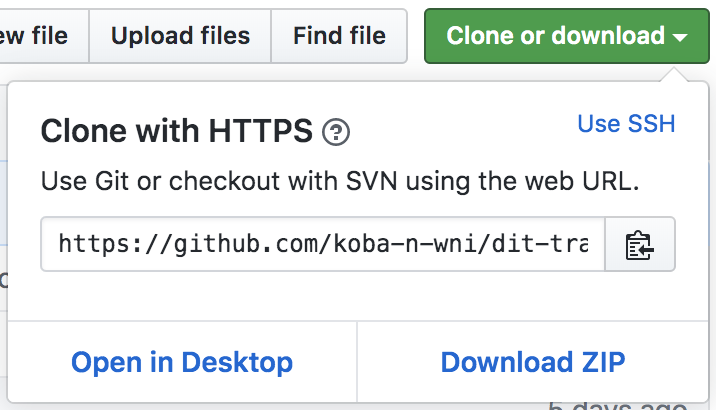 ew file Upload files Find file Clone or download
Clone with HTTPS ?
Use SSH
Use Git or checkout with SVN using the web URL.
https://github.com/koba-n-wni/dit-tra
Open in Desktop Download ZIP
5 days ago